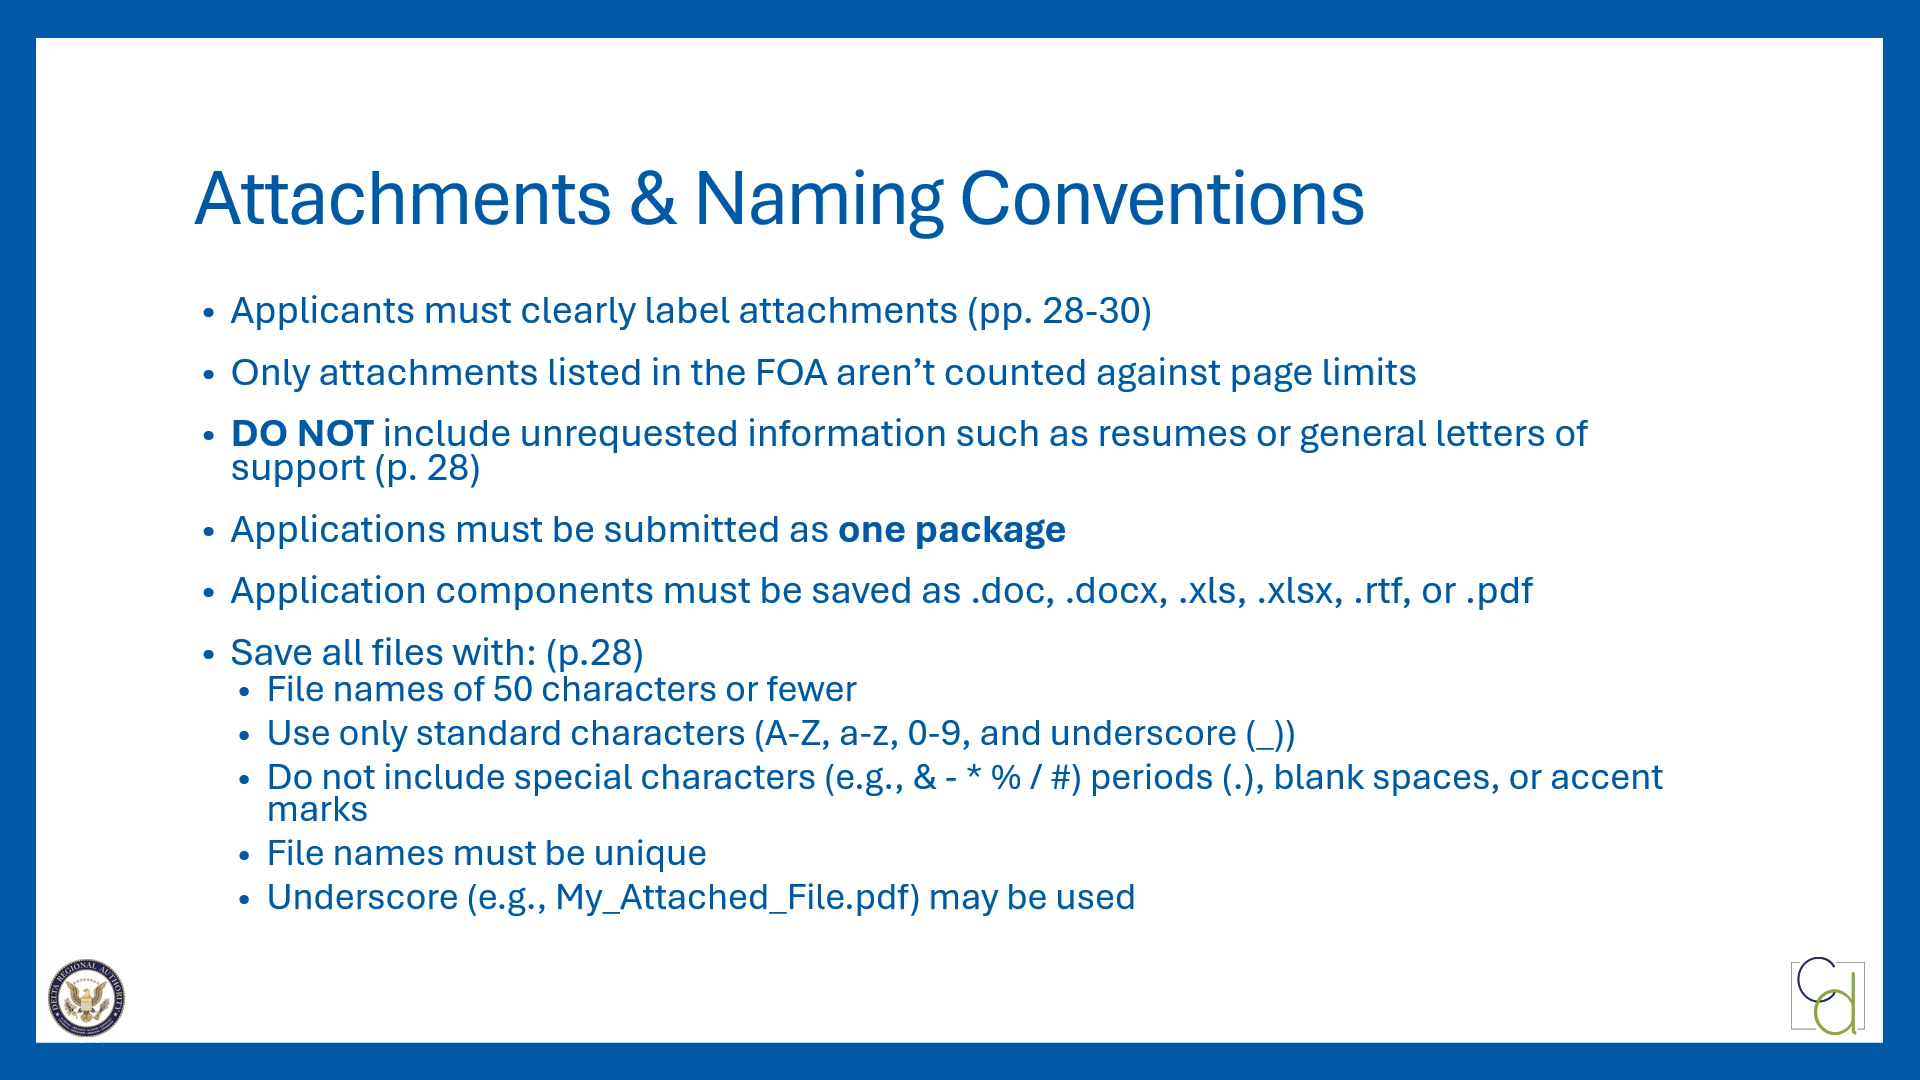 Attachments & Naming Conventions
• Applicants must clearly label attachments (pp. 28-30)
• Only attachments listed in the FOA aren’t counted against page limits
• DO NOT include unrequested information such as resumes or general letters of
support (p. 28)
• Applications must be submitted as one package
• Application components must be saved as .doc, .docx, .xls, .xlsx, .rtf, or .pdf
• Save all files with: (p.28)
• File names of 50 characters or fewer
• Use only standard characters (A-Z, a-z, 0-9, and underscore (_))
• Do not include special characters (e.g., & - * % / #) periods (.), blank spaces, or accent
marks
• File names must be unique
• Underscore (e.g., My_Attached_File.pdf) may be used
DELTA REGIONAL AUTHORITY
cd